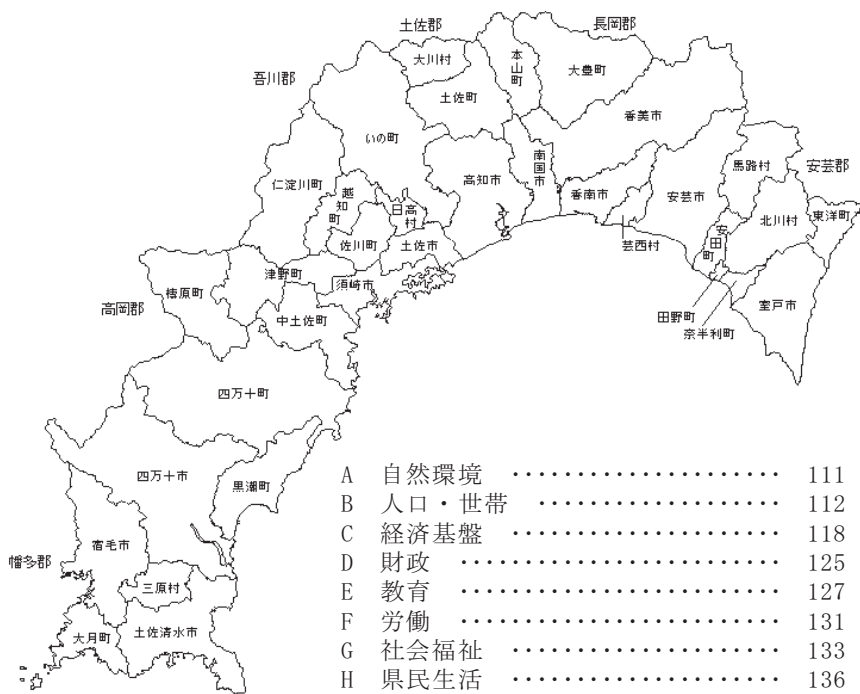 土佐郡
長岡郡
吾川郡
大川村
本山町
大豊町
土佐町
香美市
いの町
南国市
馬路村
安芸郡
高知市
仁淀川町
越知町
日高村
香南市
安芸市
北川村
東洋町
佐川町
土佐市
芸西村
安田町
津野町
須崎市
梼原町
高岡郡
中土佐町
田野町
奈半利町
室戸市
四万十町
四万十市
黒潮町
宿毛市
幡多郡
三原村
大月町
土佐清水市
A 自然環境 ····················· 111
B 人口・世帯 ··················· 112
C 経済基盤 ····················· 118
D 財政 ························· 125
E 教育 ························· 127
F 労働 ························· 131
G 社会福祉 ····················· 133
H 県民生活 ····················· 136